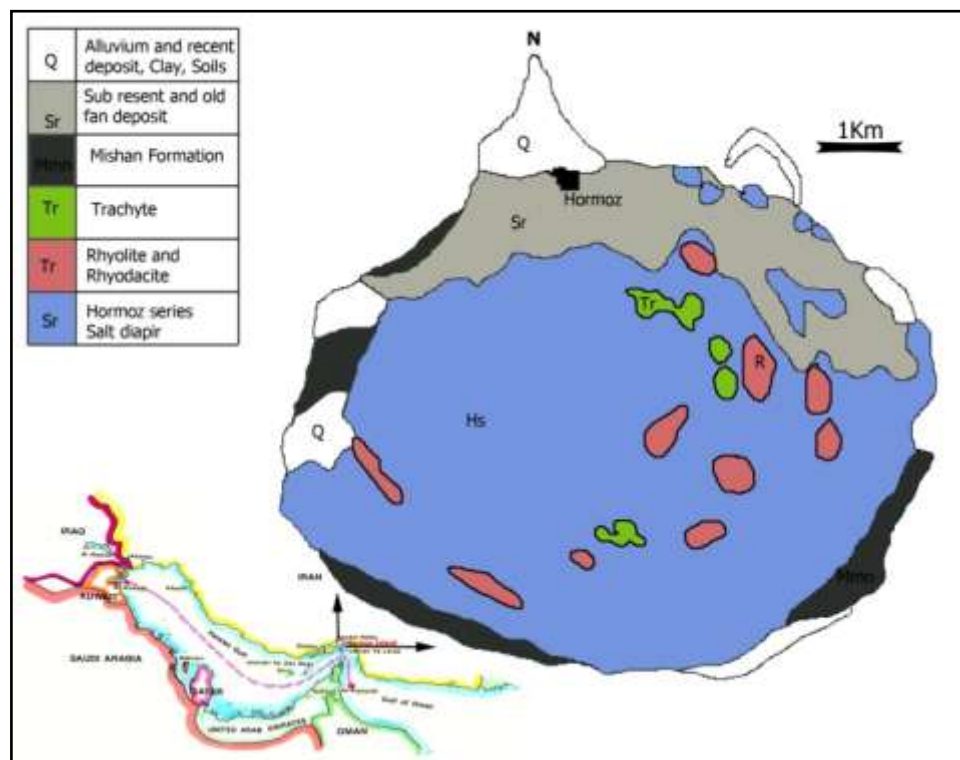 Q
Alluvium and recent
deposit, Clay, Soils
Sr
Sub resent and old
fan deposit
Mmn
Mishan Formation
Tr
Trachyte
Tr
Rhyolite and
Rhyodacite
Sr
Hormoz series
Salt diapir
N
1Km
Q
Hormoz
Sr
Tr
R
Hs
Q
Mmn
IRAQ
IRAN
KUWAIT
SAUDI ARABIA
QATAR
UNITED ARAB EMIRATES
OMAN
Gulf of Oman